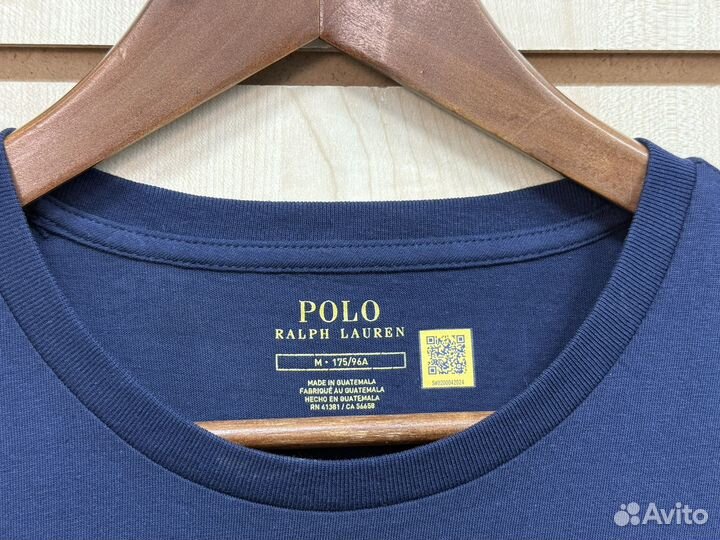 POLO
RALPH LAUREN
M • 175/96A
MADE IN GUATEMALA
FABRIQUÉ AU GUATEMALA
HECHO EN GUATEMALA
RN 41381 / CA 56658
Avito